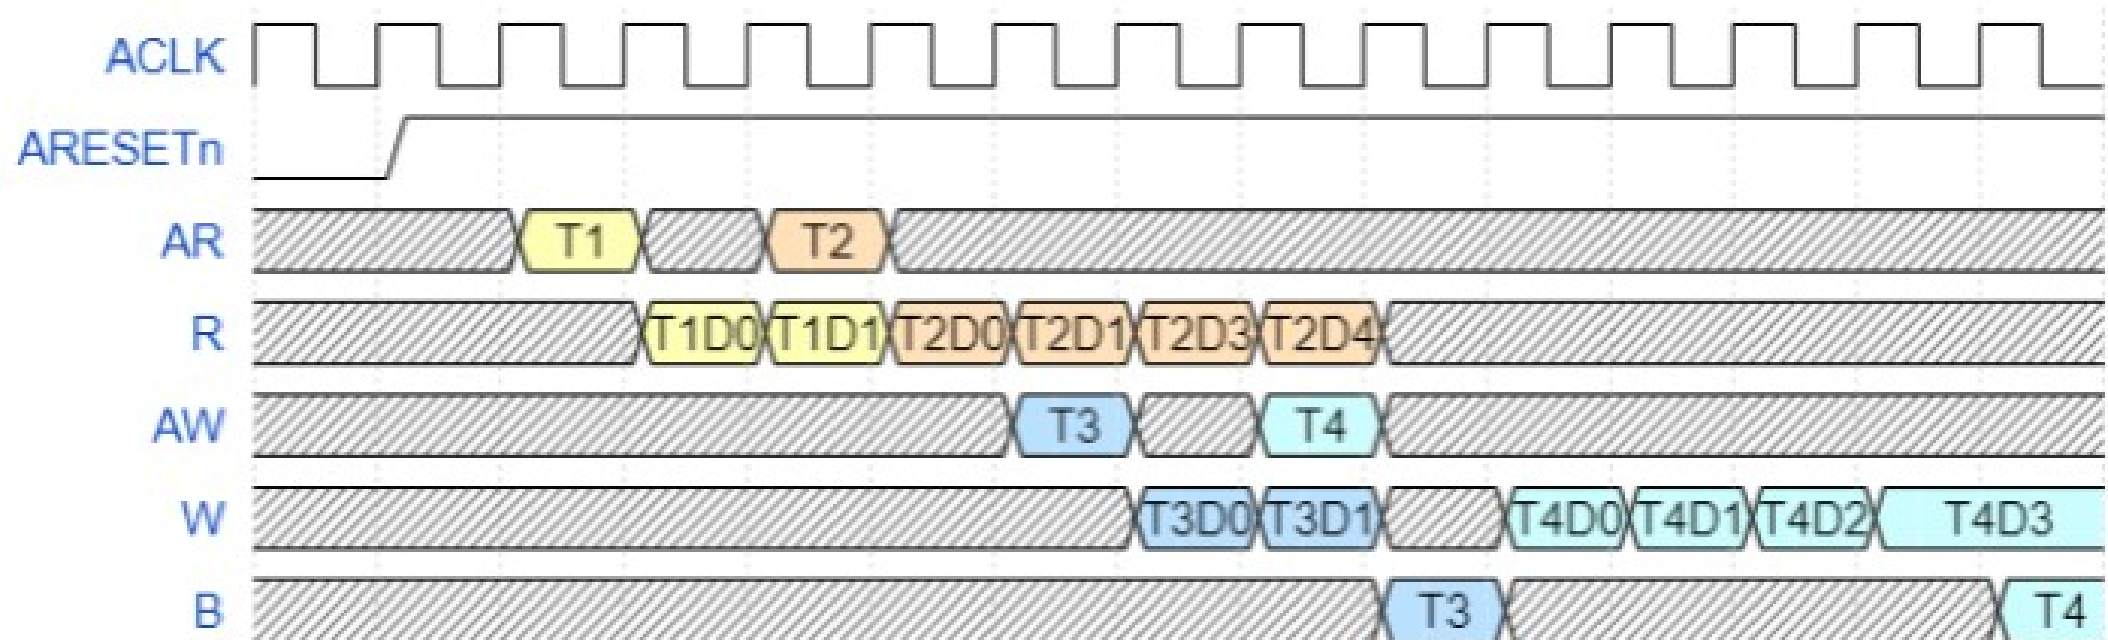 ACLK
ARESETn
AR T1 T2
R T1D0 T1D1 T2D0 T2D1 T2D3 T2D4
AW T3 T4
W T3D0 T3D1 T4D0 T4D1 T4D2 T4D3
B T3 T4